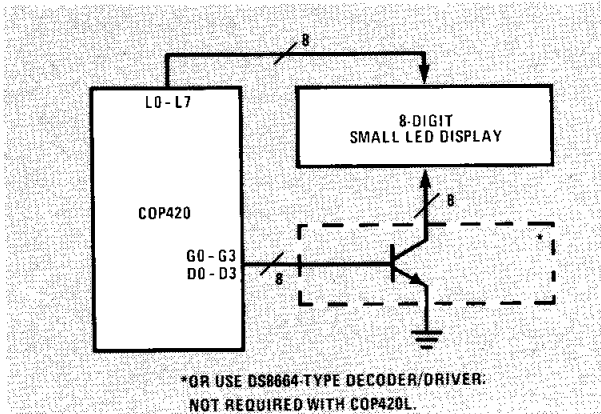 8
L0-L7
8-DIGIT
SMALL LED DISPLAY
COP420
8
*
G0-G3
D0-D3
8
*OR USE DS8664-TYPE DECODER/DRIVER.
NOT REQUIRED WITH COP420L.